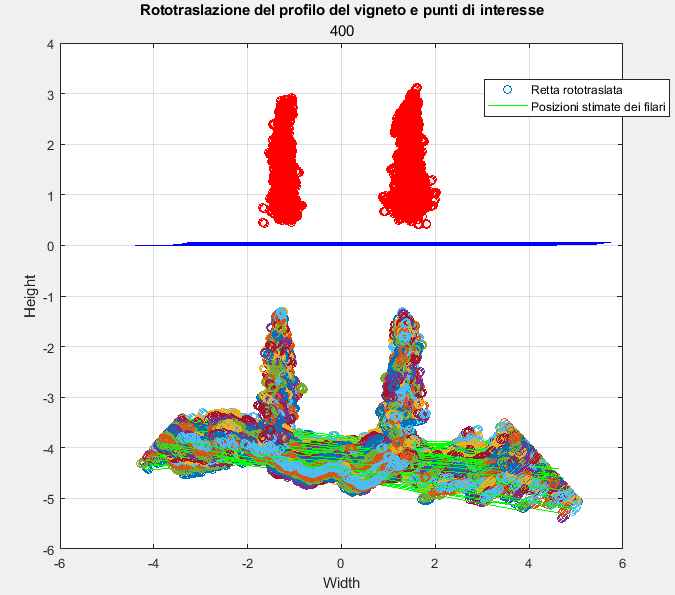 Rototraslazione del profilo del vigneto e punti di interesse
400
4
3
2
1
0
-1
-2
-3
-4
-5
-6
Height
Retta rototraslata
Posizioni stimate dei filari
-6 -4 -2 0 2 4 6
Width